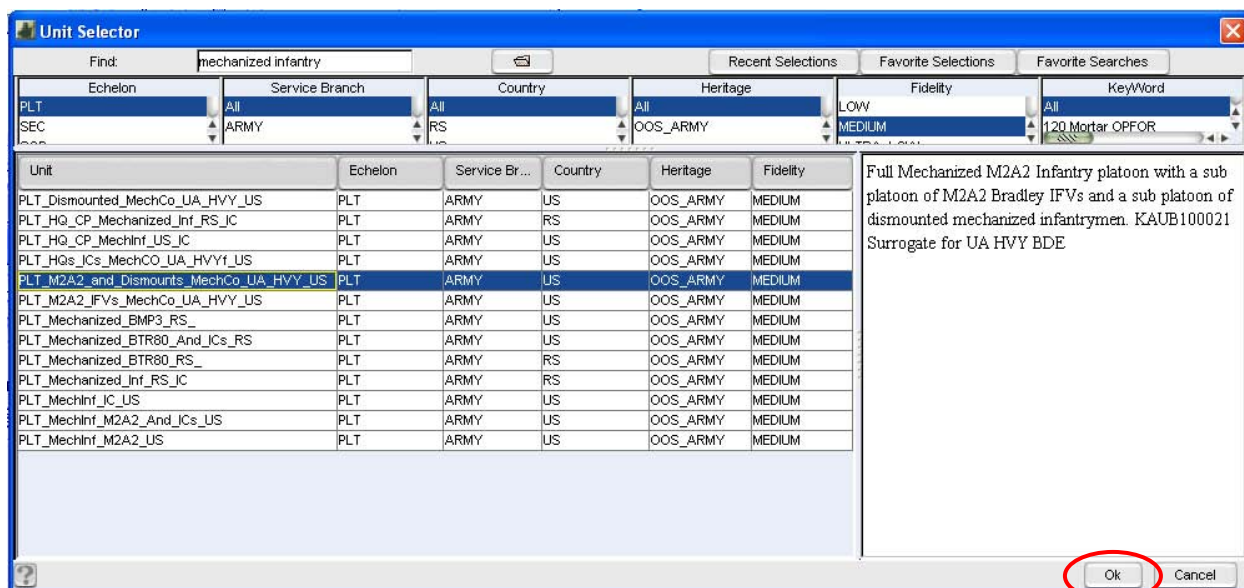 Unit Selector
Find: mechanized infantry Recent Selections Favorite Selections Favorite Searches
Echelon Service Branch Country Heritage Fidelity KeyWord
PLT All All All LOW All
SEC ARMY RS OOS_ARMY MEDIUM 120 Mortar OPFOR
Unit Echelon Service Br... Country Heritage Fidelity
PLT_Dismounted_MechCo_UA_HVY_US PLT ARMY US OOS_ARMY MEDIUM
PLT_HQ_CP_Mechanized_Inf_RS_IC PLT ARMY RS OOS_ARMY MEDIUM
PLT_HQ_CP_MechInf_US_IC PLT ARMY US OOS_ARMY MEDIUM
PLT_HQs_ICs_MechCO_UA_HVYf_US PLT ARMY US OOS_ARMY MEDIUM
PLT_M2A2_and_Dismounts_MechCo_UA_HVY_US PLT ARMY US OOS_ARMY MEDIUM
PLT_M2A2_IFVs_MechCo_UA_HVY_US PLT ARMY US OOS_ARMY MEDIUM
PLT_Mechanized_BMP3_RS_ PLT ARMY US OOS_ARMY MEDIUM
PLT_Mechanized_BTR80_And_ICs_RS PLT ARMY US OOS_ARMY MEDIUM
PLT_Mechanized_BTR80_RS_ PLT ARMY RS OOS_ARMY MEDIUM
PLT_Mechanized_Inf_RS_IC PLT ARMY RS OOS_ARMY MEDIUM
PLT_MechInf_IC_US PLT ARMY US OOS_ARMY MEDIUM
PLT_MechInf_M2A2_And_ICs_US PLT ARMY US OOS_ARMY MEDIUM
PLT_MechInf_M2A2_US PLT ARMY US OOS_ARMY MEDIUM
Full Mechanized M2A2 Infantry platoon with a sub
platoon of M2A2 Bradley IFVs and a sub platoon of
dismounted mechanized infantrymen. KAUB100021
Surrogate for UA HVY BDE
? Ok Cancel